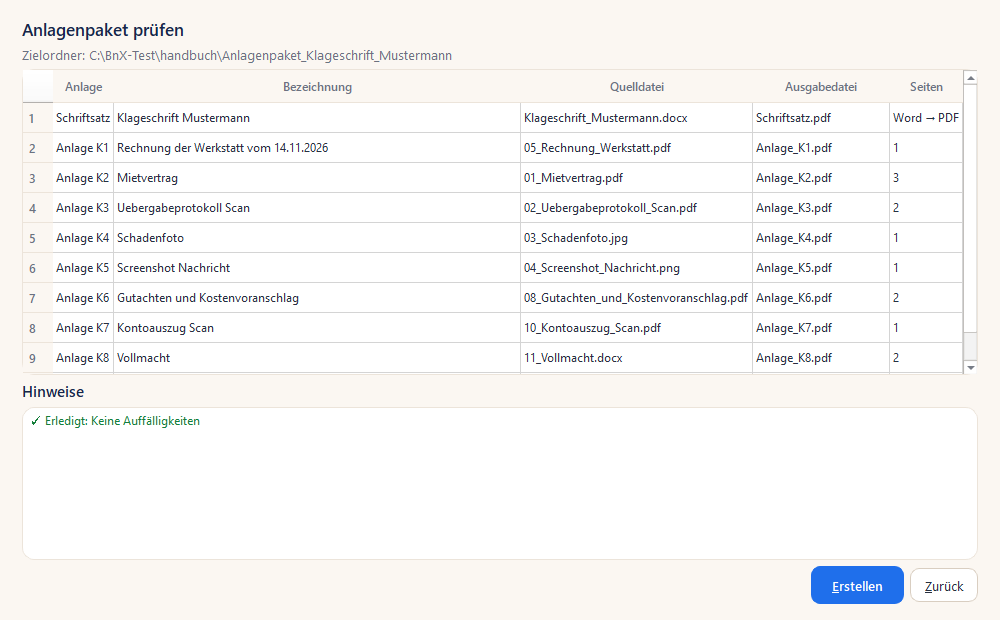 Anlagenpaket prüfen
Zielordner: C:\BnX-Test\handbuch\Anlagenpaket_Klageschrift_Mustermann
Anlage Bezeichnung Quelldatei Ausgabedatei Seiten
1 Schriftsatz Klageschrift Mustermann Klageschrift_Mustermann.docx Schriftsatz.pdf Word → PDF
2 Anlage K1 Rechnung der Werkstatt vom 14.11.2026 05_Rechnung_Werkstatt.pdf Anlage_K1.pdf 1
3 Anlage K2 Mietvertrag 01_Mietvertrag.pdf Anlage_K2.pdf 3
4 Anlage K3 Uebergabeprotokoll Scan 02_Uebergabeprotokoll_Scan.pdf Anlage_K3.pdf 2
5 Anlage K4 Schadenfoto 03_Schadenfoto.jpg Anlage_K4.pdf 1
6 Anlage K5 Screenshot Nachricht 04_Screenshot_Nachricht.png Anlage_K5.pdf 1
7 Anlage K6 Gutachten und Kostenvoranschlag 08_Gutachten_und_Kostenvoranschlag.pdf Anlage_K6.pdf 2
8 Anlage K7 Kontoauszug Scan 10_Kontoauszug_Scan.pdf Anlage_K7.pdf 1
9 Anlage K8 Vollmacht 11_Vollmacht.docx Anlage_K8.pdf 2
Hinweise
✓ Erledigt: Keine Auffälligkeiten
Erstellen Zurück